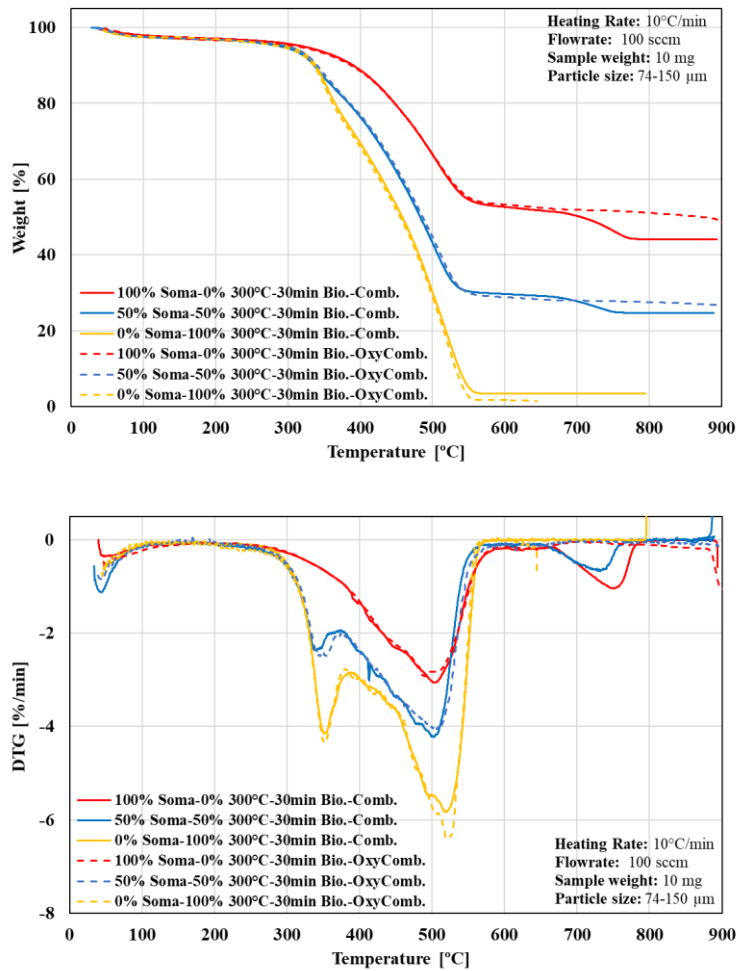 Heating Rate: 10°C/min
Flowrate: 100 sccm
Sample weight: 10 mg
Particle size: 74-150 µm
100
80
60
40
20
0
Weight [%]
100% Soma-0% 300°C-30min Bio.-Comb.
50% Soma-50% 300°C-30min Bio.-Comb.
0% Soma-100% 300°C-30min Bio.-Comb.
100% Soma-0% 300°C-30min Bio.-OxyComb.
50% Soma-50% 300°C-30min Bio.-OxyComb.
0% Soma-100% 300°C-30min Bio.-OxyComb.
0 100 200 300 400 500 600 700 800 900
Temperature [ºC]
0
-2
-4
-6
-8
DTG [%/min]
100% Soma-0% 300°C-30min Bio.-Comb.
50% Soma-50% 300°C-30min Bio.-Comb.
0% Soma-100% 300°C-30min Bio.-Comb.
100% Soma-0% 300°C-30min Bio.-OxyComb.
50% Soma-50% 300°C-30min Bio.-OxyComb.
0% Soma-100% 300°C-30min Bio.-OxyComb.
Heating Rate: 10°C/min
Flowrate: 100 sccm
Sample weight: 10 mg
Particle size: 74-150 µm
0 100 200 300 400 500 600 700 800 900
Temperature [ºC]